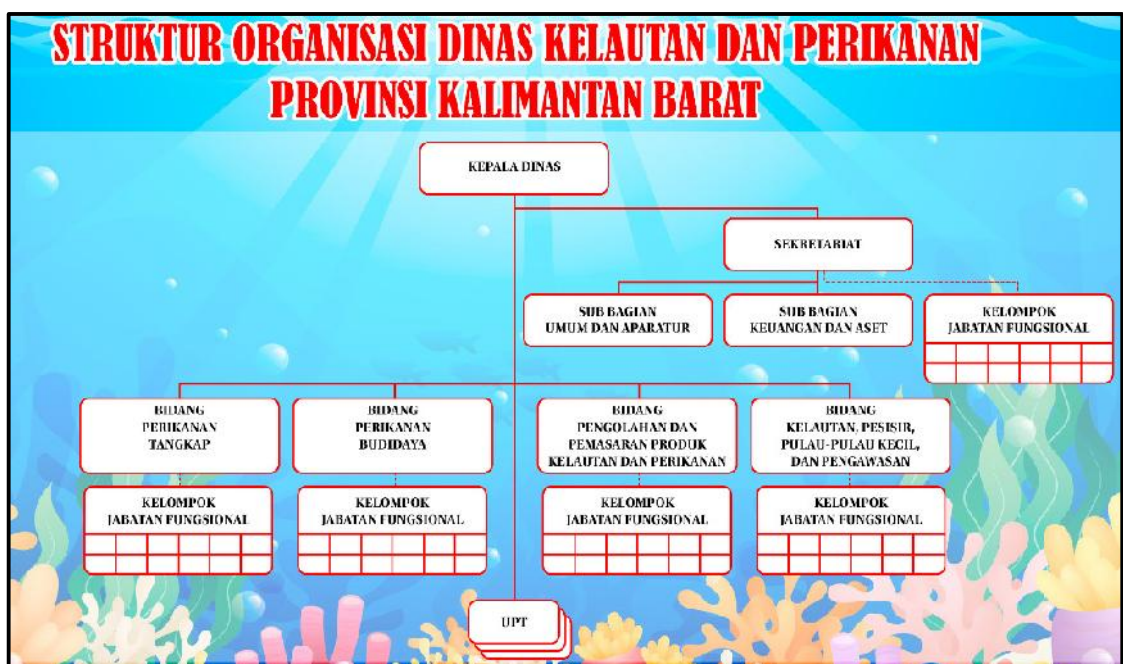 STRUKTUR ORGANISASI DINAS KELAUTAN DAN PERIKANAN
PROVINSI KALIMANTAN BARAT
KEPALA DINAS
SEKRETARIAT
SUB BAGIAN
UMUM DAN APARATUR
SUB BAGIAN
KEUANGAN DAN ASET
KELOMPOK
JABATAN FUNGSIONAL
BIDANG
PERIKANAN
TANGKAP
BIDANG
PERIKANAN
BUDIDAYA
BIDANG
PENGOLAHAN DAN
PEMASARAN PRODUK
KELAUTAN DAN PERIKANAN
BIDANG
KELAUTAN, PESISIR,
PULAU-PULAU KECIL,
DAN PENGAWASAN
KELOMPOK
JABATAN FUNGSIONAL
KELOMPOK
JABATAN FUNGSIONAL
KELOMPOK
JABATAN FUNGSIONAL
KELOMPOK
JABATAN FUNGSIONAL
UPT